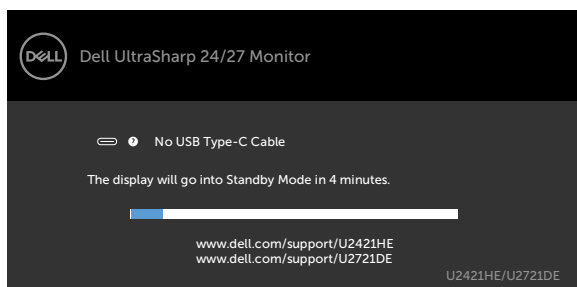 DELL
Dell UltraSharp 24/27 Monitor
? No USB Type-C Cable
The display will go into Standby Mode in 4 minutes.
www.dell.com/support/U2421HE
www.dell.com/support/U2721DE
U2421HE/U2721DE